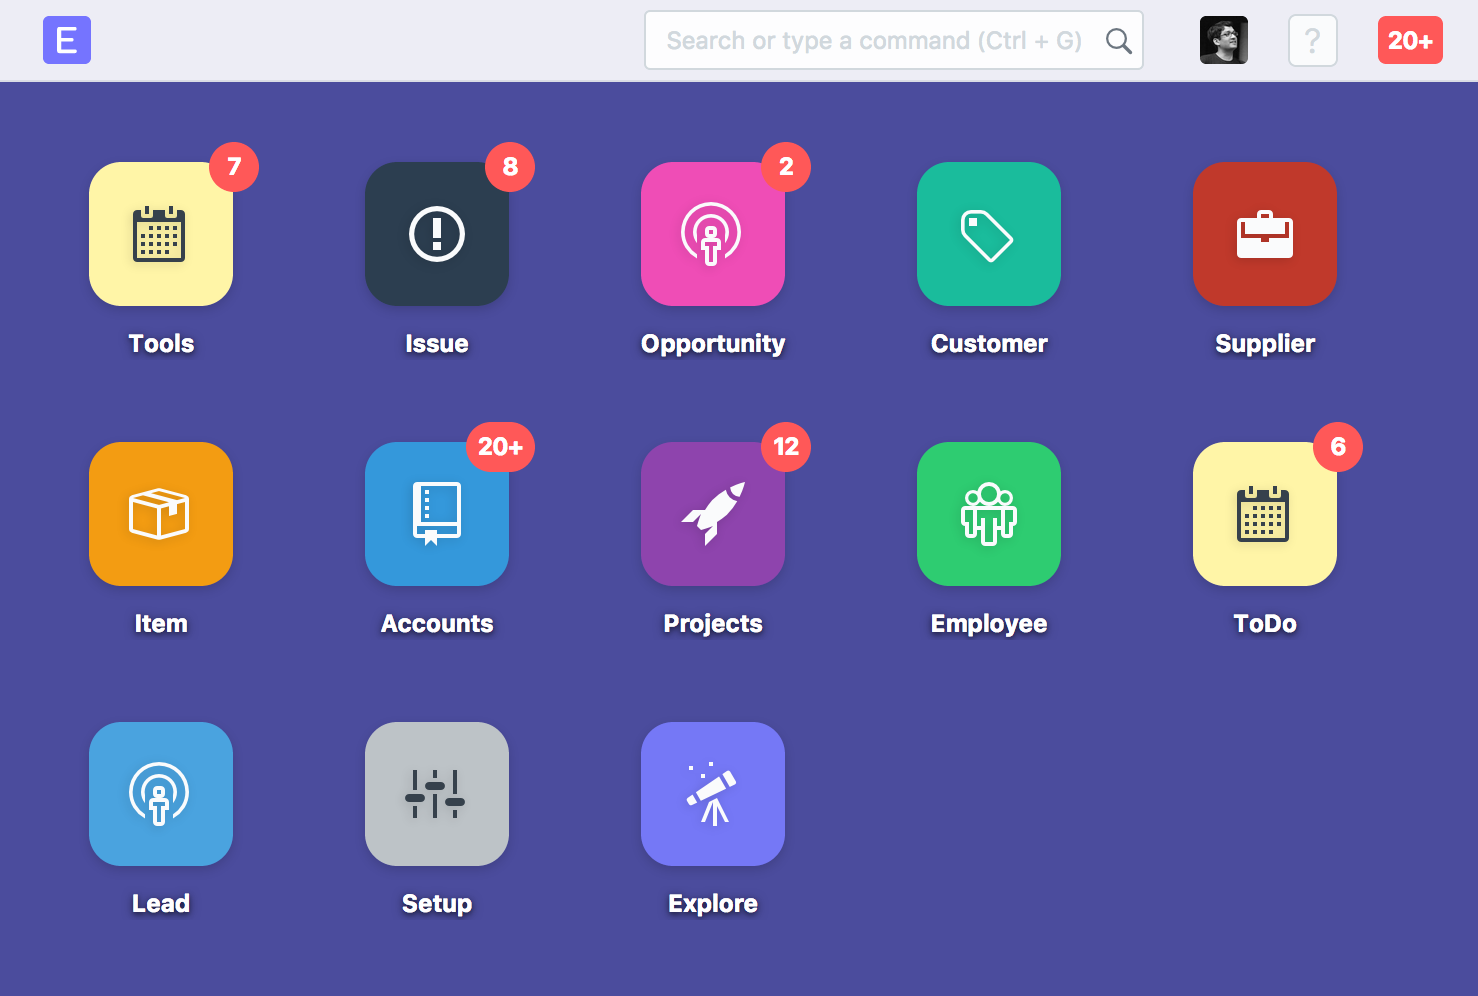 E
Search or type a command (Ctrl + G)
?
20+
7
8
2
Tools
Issue
Opportunity
Customer
Supplier
20+
12
6
Item
Accounts
Projects
Employee
ToDo
Lead
Setup
Explore